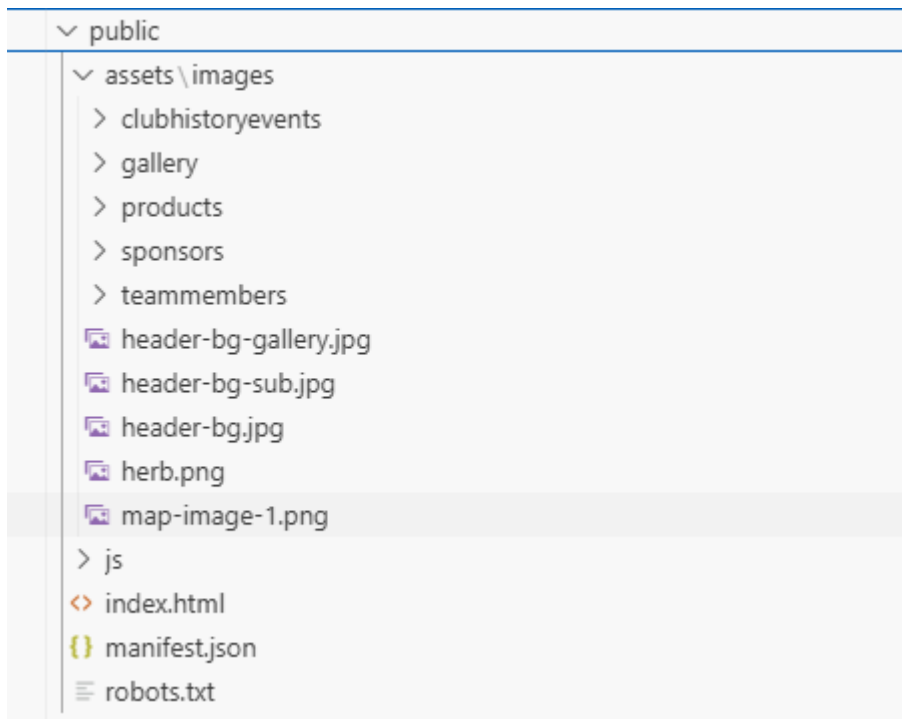 public
assets\images
clubhistoryevents
gallery
products
sponsors
teammembers
header-bg-gallery.jpg
header-bg-sub.jpg
header-bg.jpg
herb.png
map-image-1.png
js
index.html
manifest.json
robots.txt